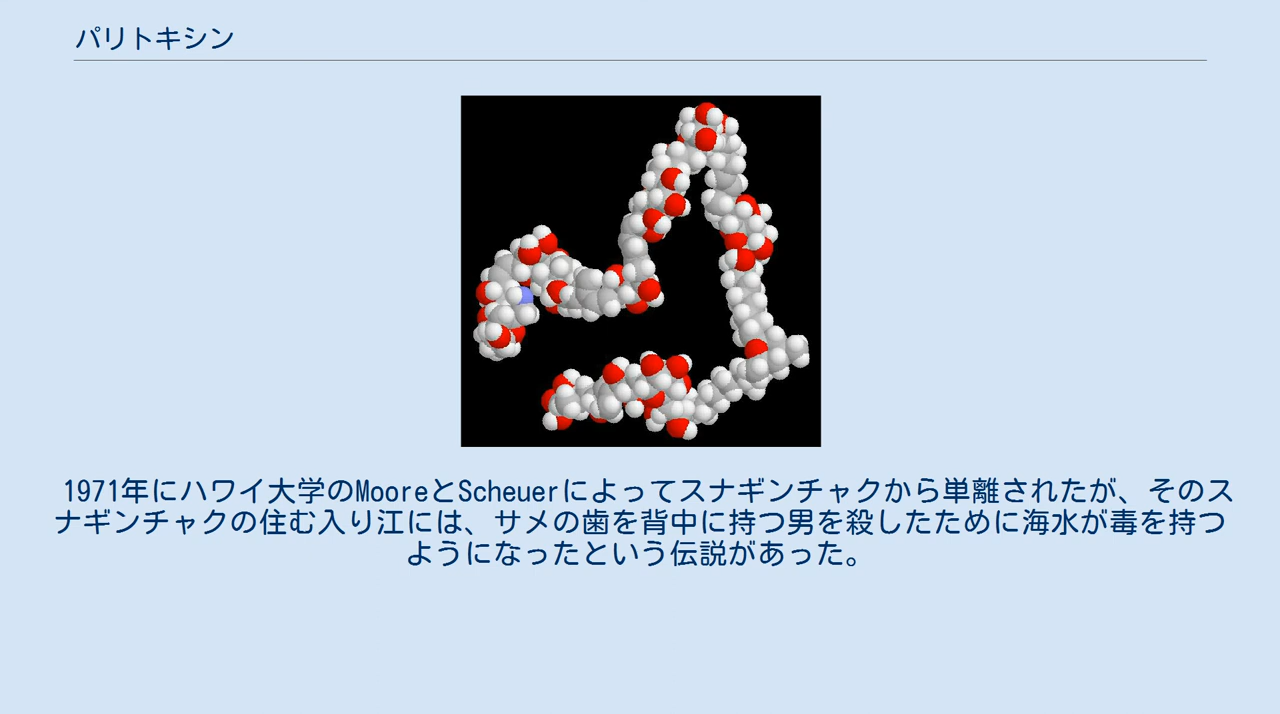 パリトキシン
1971年にハワイ大学のMooreとScheuerによってスナギンチャクから単離されたが、そのス
ナギンチャクの住む入り江には、サメの歯を背中に持つ男を殺したために海水が毒を持つ
ようになったという伝説があった。